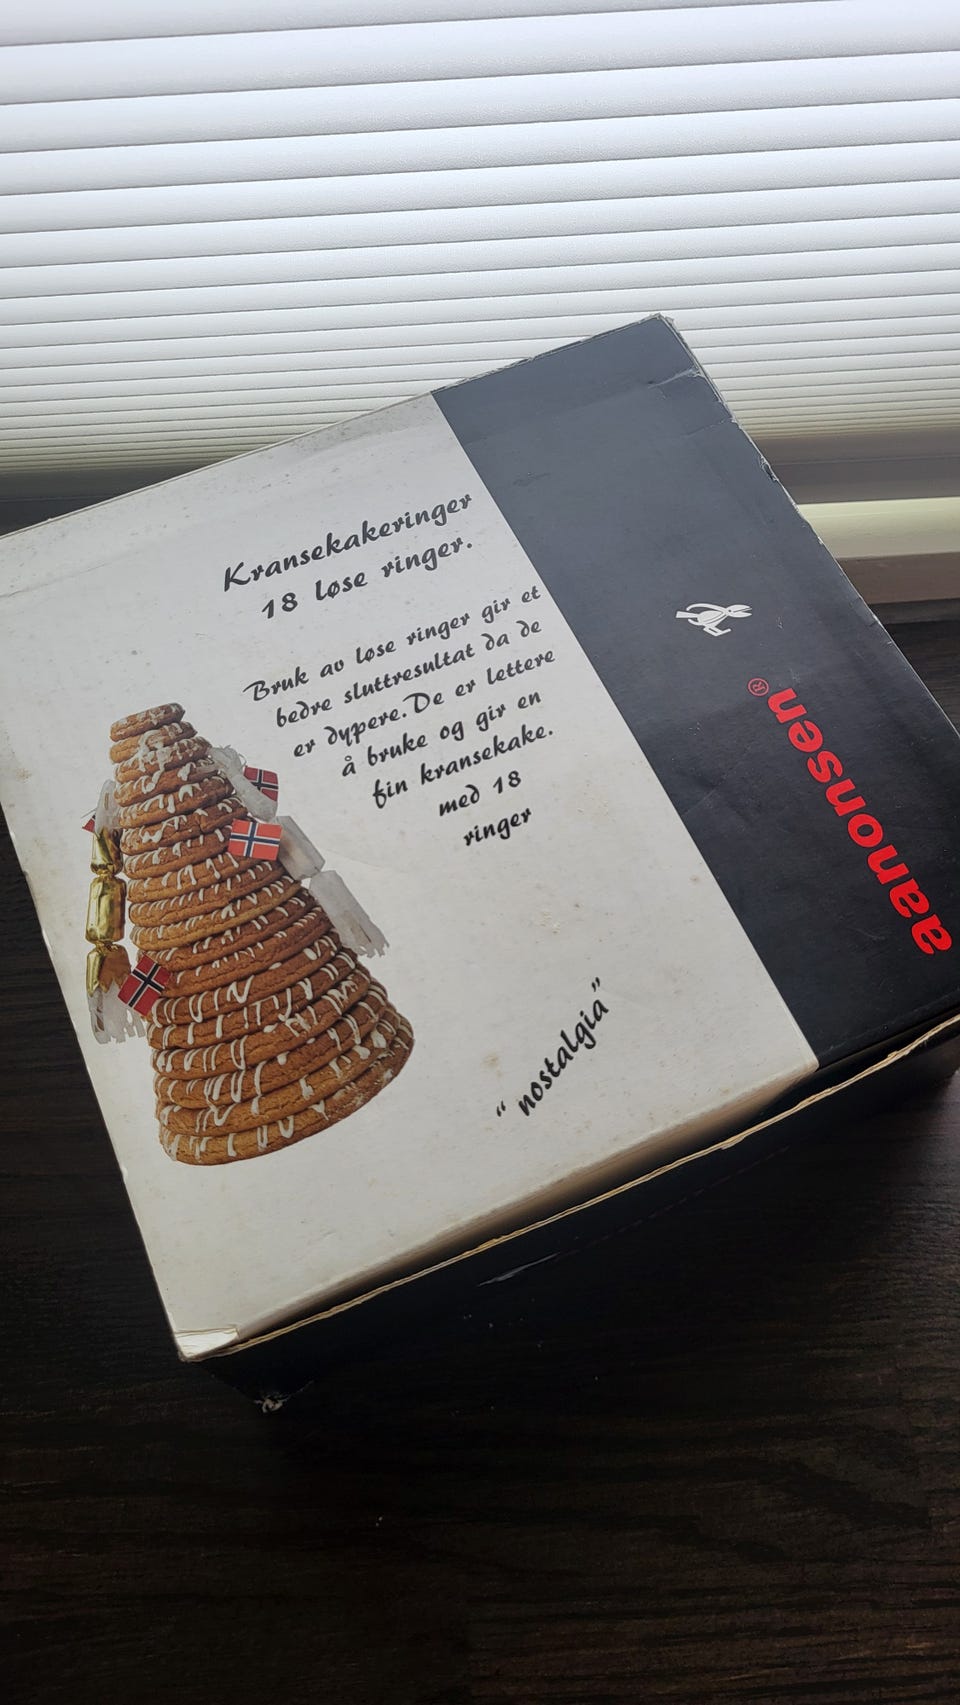 Kransekakeringer
18 løse ringer.
Bruk av løse ringer gir et
bedre sluttresultat da de
er dypere. De er lettere
å bruke og gir en
fin kransekake.
med 18
ringer
"nostalgia"
aanonsen®